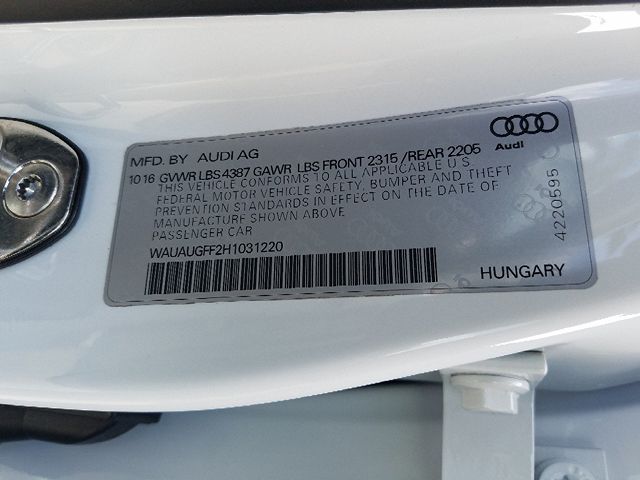 MFD. BY AUDI AG
Audi
10 16 GVWR LBS 4387 GAWR LBS FRONT 2315 / REAR 2205
THIS VEHICLE CONFORMS TO ALL APPLICABLE U.S.
FEDERAL MOTOR VEHICLE SAFETY, BUMPER AND THEFT
PREVENTION STANDARDS IN EFFECT ON THE DATE OF
MANUFACTURE SHOWN ABOVE
PASSENGER CAR
WAUAUGFF2H1031220
HUNGARY
4220595